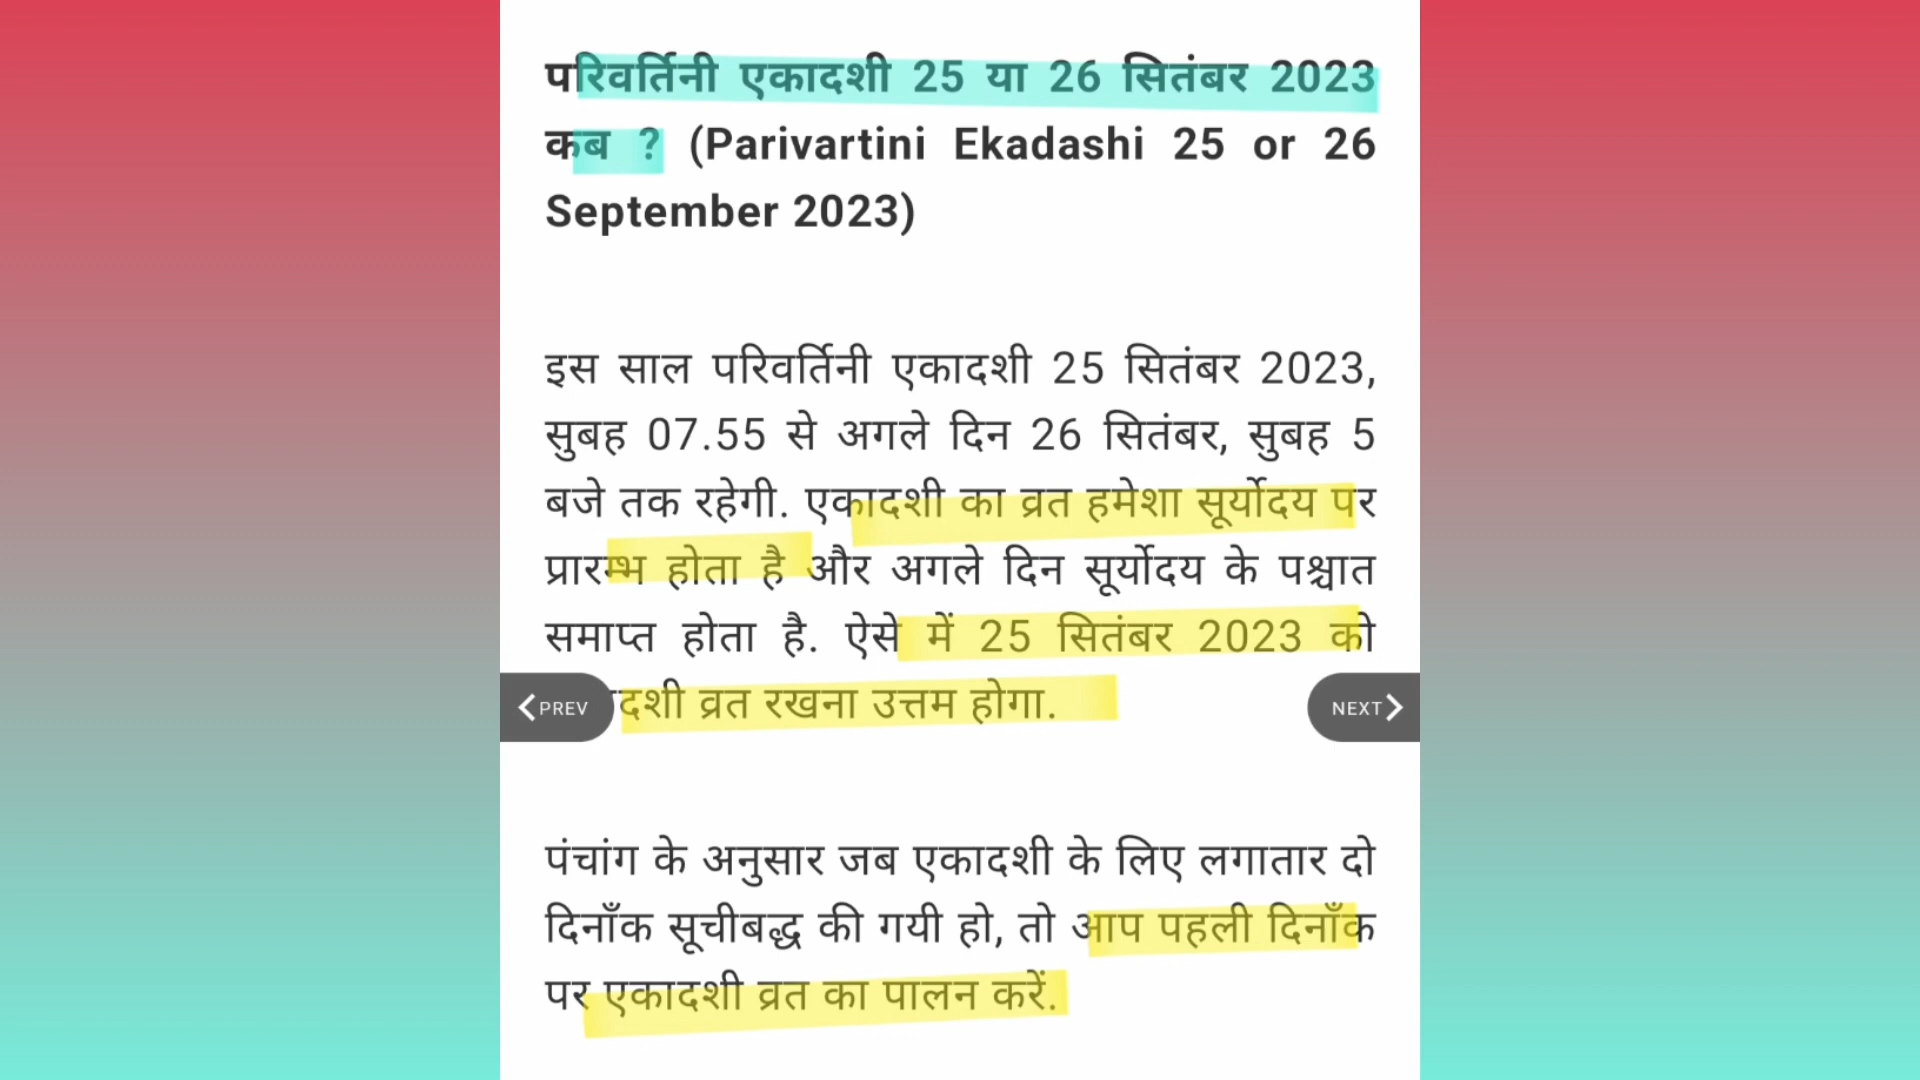 परिवर्तिनी एकादशी 25 या 26 सितंबर 2023
कब ? (Parivartini Ekadashi 25 or 26
September 2023)
इस साल परिवर्तिनी एकादशी 25 सितंबर 2023,
सुबह 07.55 से अगले दिन 26 सितंबर, सुबह 5
बजे तक रहेगी. एकादशी का व्रत हमेशा सूर्योदय पर
प्रारम्भ होता है और अगले दिन सूर्योदय के पश्चात
समाप्त होता है. ऐसे में 25 सितंबर 2023 को
PREV दशी व्रत रखना उत्तम होगा. NEXT
पंचांग के अनुसार जब एकादशी के लिए लगातार दो
दिनाँक सूचीबद्ध की गयी हो, तो आप पहली दिनाँक
पर एकादशी व्रत का पालन करें.